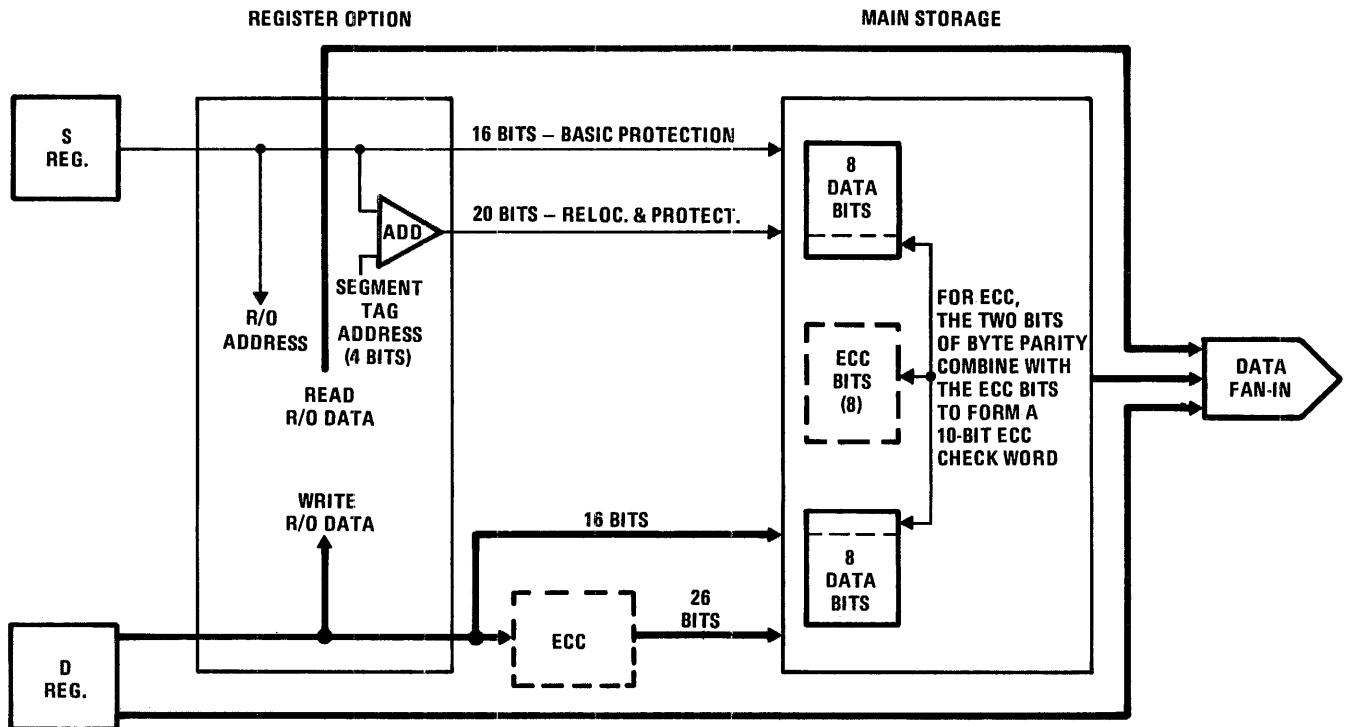 REGISTER OPTION
MAIN STORAGE
S
REG.
16 BITS – BASIC PROTECTION
20 BITS – RELOC. & PROTECT.
ADD
SEGMENT
TAG
ADDRESS
(4 BITS)
R/O
ADDRESS
READ
R/O DATA
WRITE
R/O DATA
8
DATA
BITS
ECC
BITS
(8)
FOR ECC,
THE TWO BITS
OF BYTE PARITY
COMBINE WITH
THE ECC BITS
TO FORM A
10-BIT ECC
CHECK WORD
DATA
FAN-IN
16 BITS
8
DATA
BITS
26
BITS
ECC
D
REG.